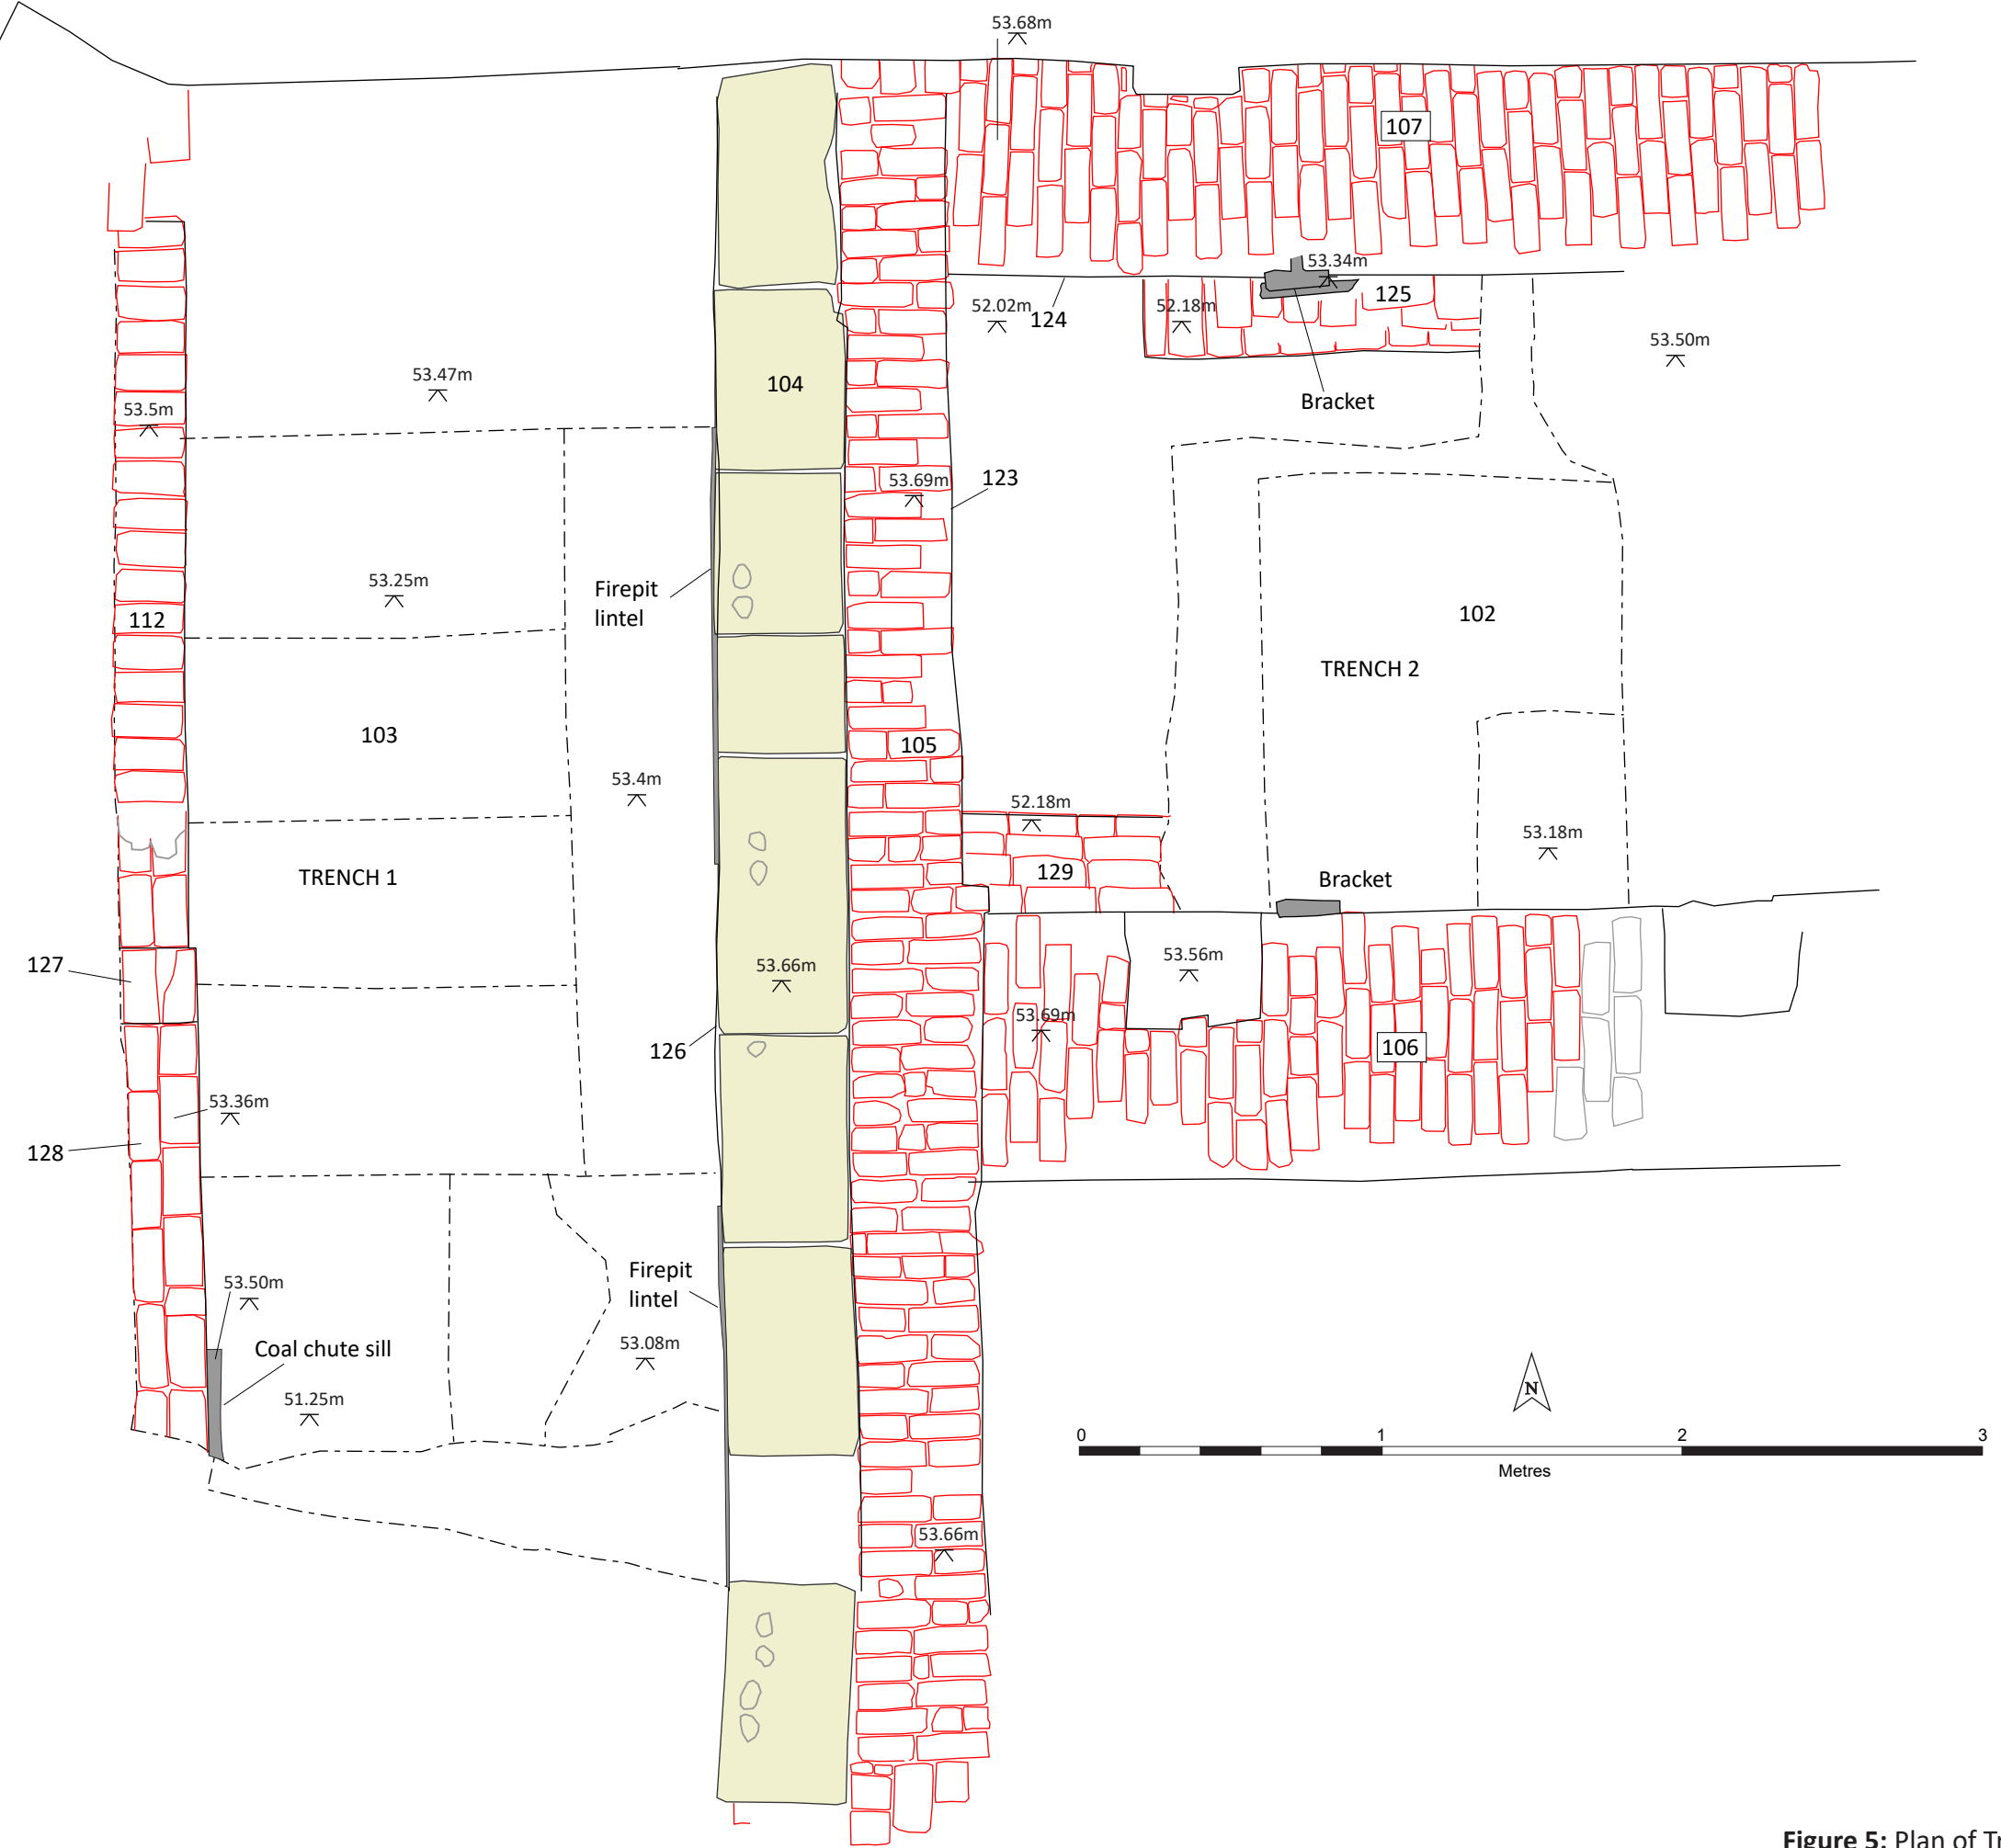 53.68m
107
53.34m
125
52.02m
124
52.18m
53.50m
53.47m
104
Bracket
53.5m
53.69m
123
53.25m
Firepit
lintel
102
112
TRENCH 2
103
105
53.4m
52.18m
53.18m
TRENCH 1
129
Bracket
127
53.66m
53.56m
53.69m
126
106
53.36m
128
53.50m
Firepit
lintel
Coal chute sill
53.08m
51.25m
N
0 1 2 3
Metres
53.66m
Figure 5: Plan of